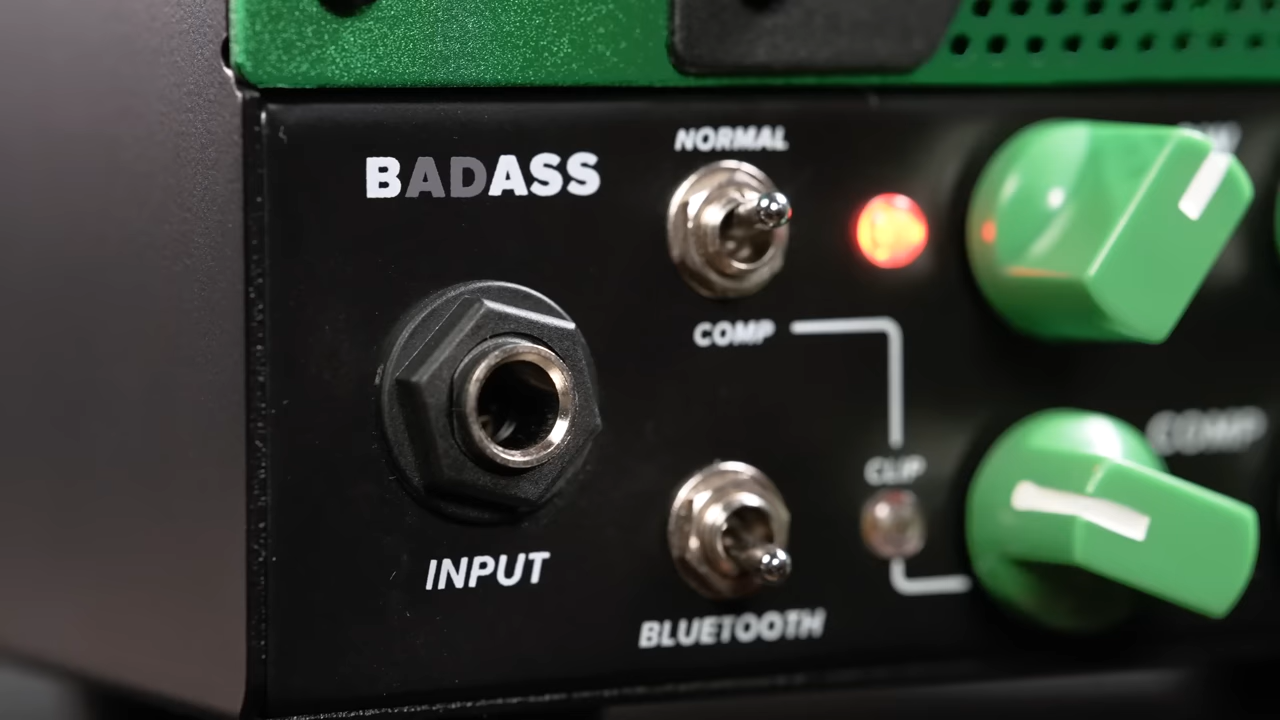 BADASS
NORMAL
COMP
CLIP
COMP
INPUT
BLUETOOTH